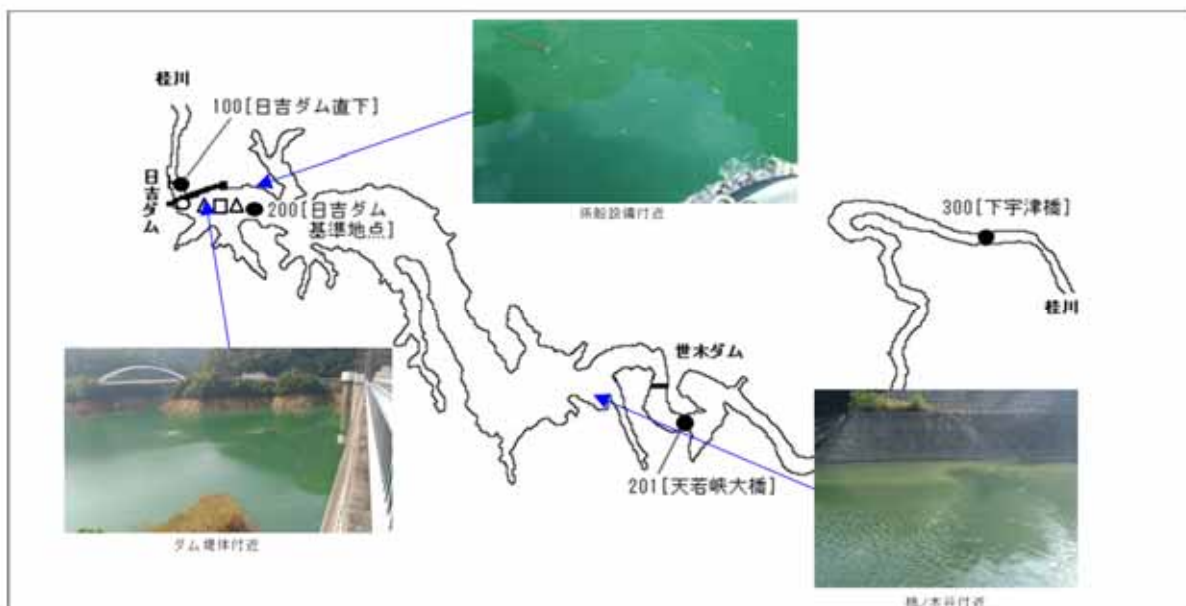 桂川
100[日吉ダム直下]
日吉ダム
200[日吉ダム
基準地点]
係船設備付近
300[下宇津橋]
桂川
世木ダム
201[天若峡大橋]
ダム堤体付近